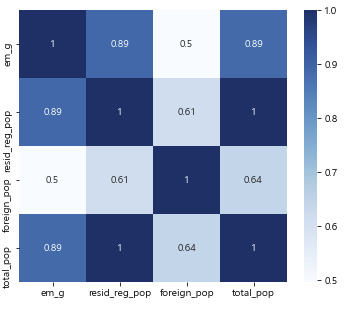 em_g
1
0.89
0.5
0.89
resid_reg_pop
0.89
1
0.61
1
foreign_pop
0.5
0.61
1
0.64
total_pop
0.89
1
0.64
1
em_g
resid_reg_pop
foreign_pop
total_pop
1.0
0.9
0.8
0.7
0.6
0.5